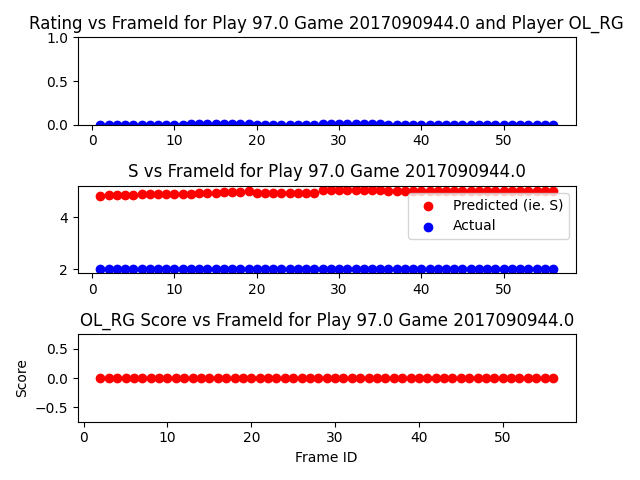 Rating vs FrameId for Play 97.0 Game 2017090944.0 and Player OL_RG
1.0
0.5
0.0
0 10 20 30 40 50
S vs FrameId for Play 97.0 Game 2017090944.0
4
2
Predicted (ie. S)
Actual
0 10 20 30 40 50
OL_RG Score vs FrameId for Play 97.0 Game 2017090944.0
Score
0.5
0.0
−0.5
0 10 20 30 40 50
Frame ID